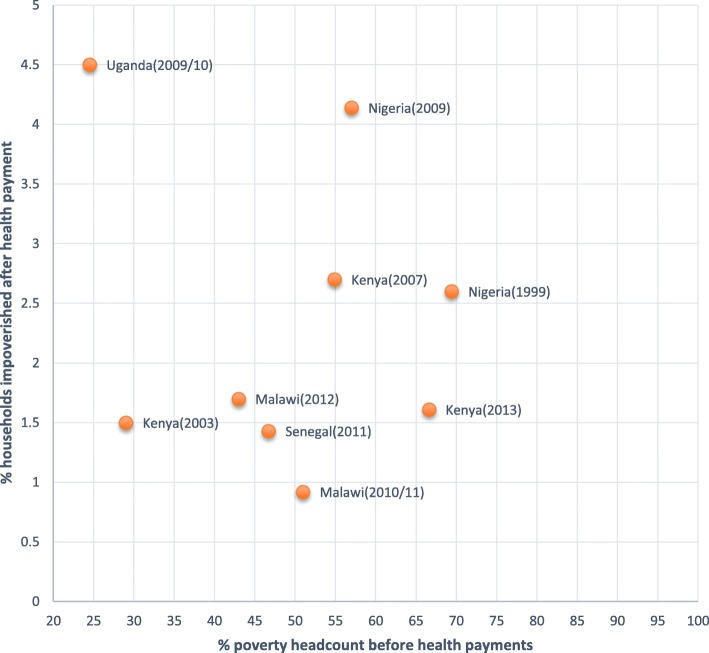 5
4.5
4
3.5
3
2.5
2
1.5
1
0.5
0
% households impoverished after health payment
Uganda(2009/10)
Nigeria(2009)
Kenya(2007)
Nigeria(1999)
Malawi(2012)
Kenya(2013)
Kenya(2003)
Senegal(2011)
Malawi(2010/11)
20 25 30 35 40 45 50 55 60 65 70 75 80 85 90 95 100
% poverty headcount before health payments